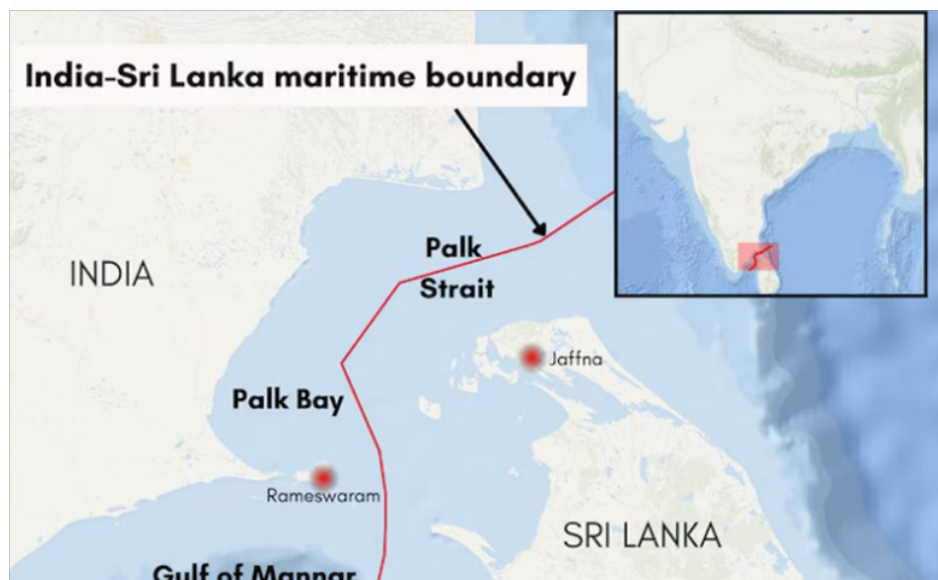 India-Sri Lanka maritime boundary
INDIA
Palk
Strait
Jaffna
Palk Bay
Rameswaram
SRI LANKA
Gulf of Mannar